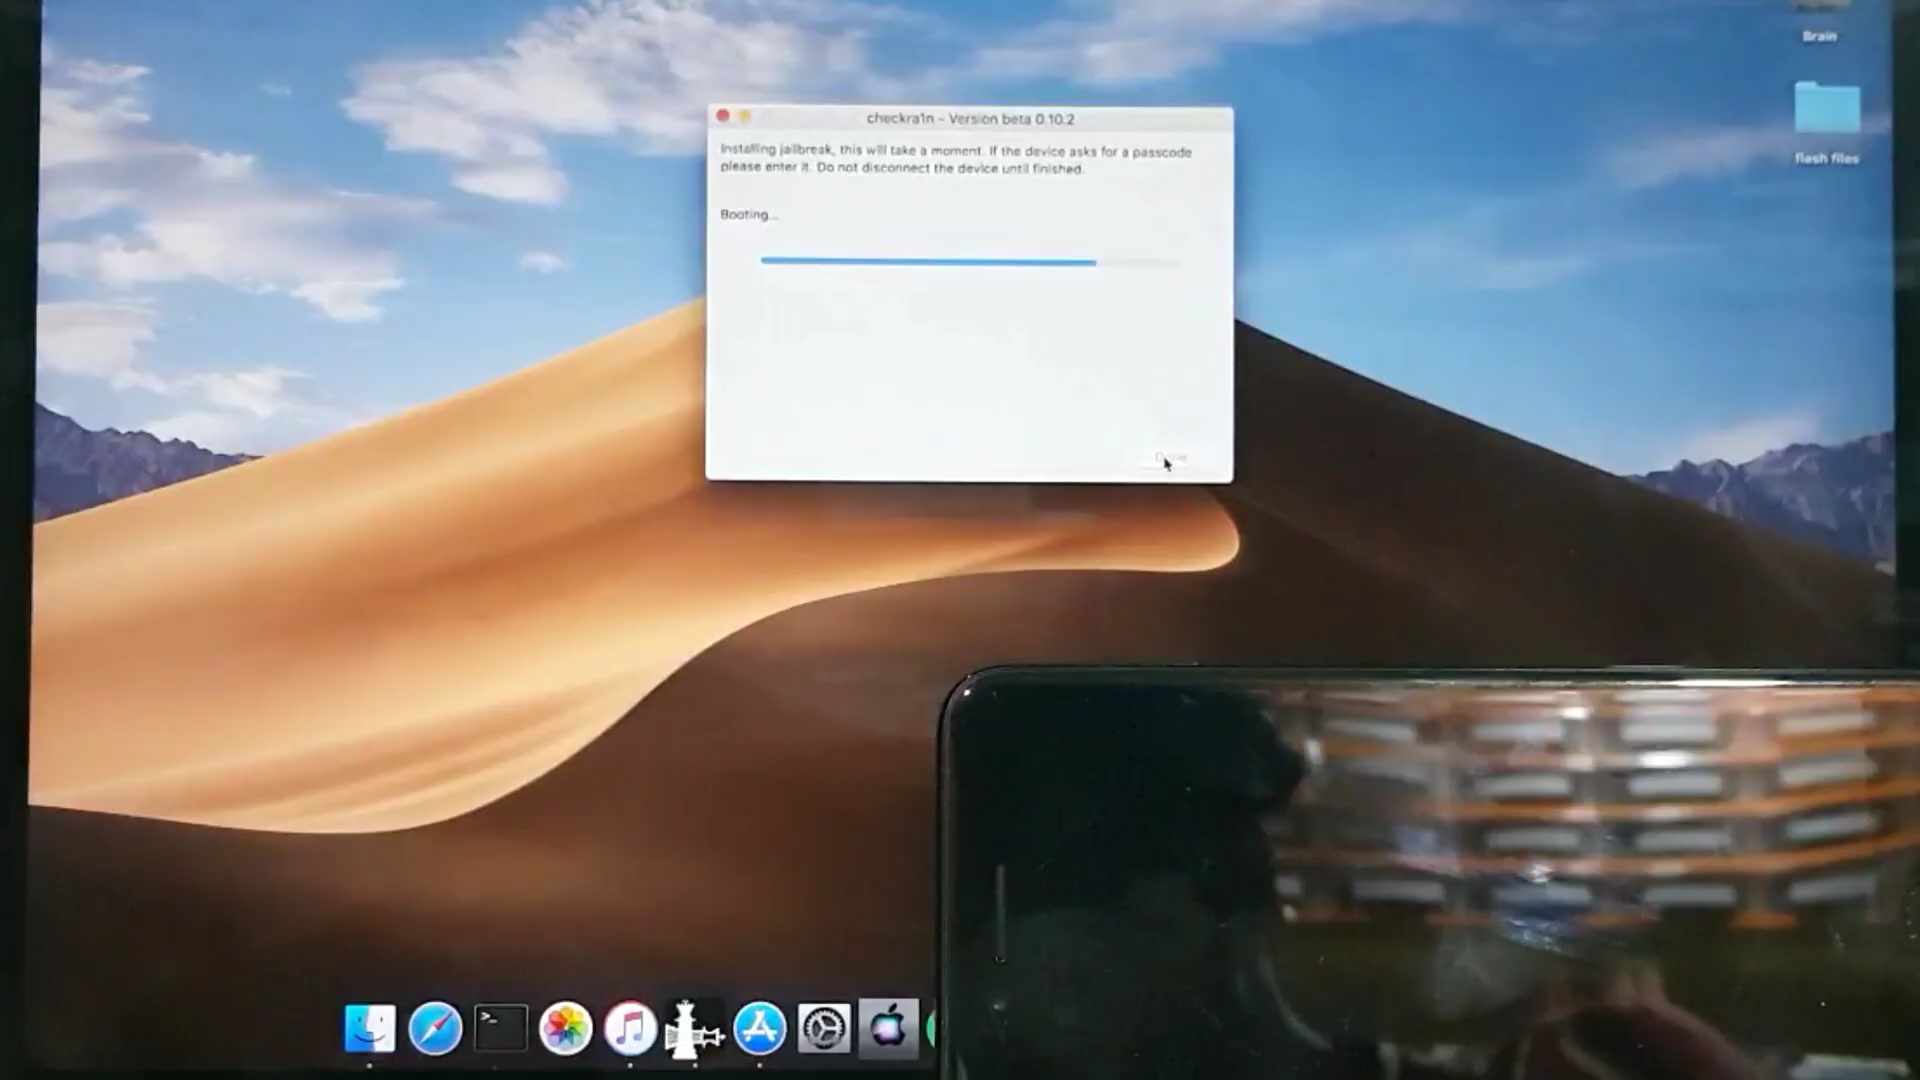 Brain
checkra1n - Version beta 0.10.2
Installing jailbreak, this will take a moment. If the device asks for a passcode
please enter it. Do not disconnect the device until finished.
flash files
Booting...